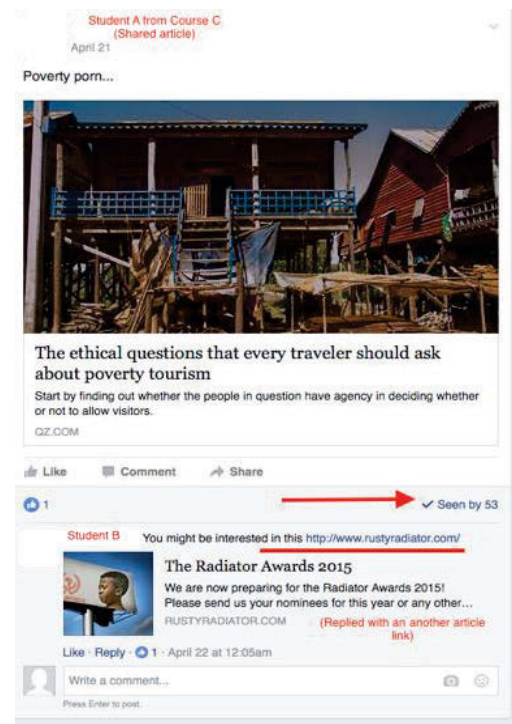 Student A from Course C
(Shared article)
April 21
Poverty porn...
The ethical questions that every traveler should ask
about poverty tourism
Start by finding out whether the people in question have agency in deciding whether
or not to allow visitors.
QZ.COM
Like Comment Share
1 ✓ Seen by 53
Student B You might be interested in this http://www.rustyradiator.com/
The Radiator Awards 2015
We are now preparing for the Radiator Awards 2015!
Please send us your nominees for this year or any other...
RUSTYRADIATOR.COM (Replied with an another article
link)
Like · Reply · 1 · April 22 at 12:05am
Write a comment...
Press Enter to post.